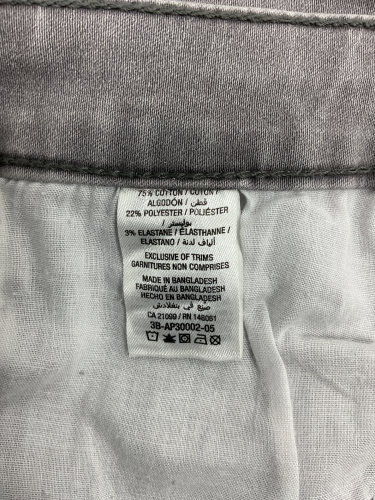 75% COTTON / COTON /
ALGODÓN / قطن
22% POLYESTER / POLIÉSTER
/ بوليستر
3% ELASTANE / ÉLASTHANNE /
ELASTANO / ألياف لدنة
EXCLUSIVE OF TRIMS
GARNITURES NON COMPRISES
MADE IN BANGLADESH
FABRIQUÉ AU BANGLADESH
HECHO EN BANGLADESH
صنع في بنغلادش
CA 21099 / RN 148061
3B-AP30002-05